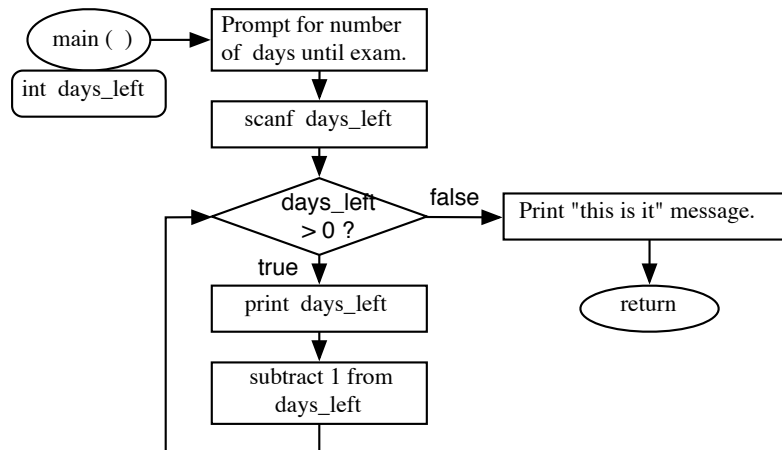 main ( )
int days_left
Prompt for number
of days until exam.
scanf days_left
days_left
> 0 ?
false
Print "this is it" message.
return
true
print days_left
subtract 1 from
days_left